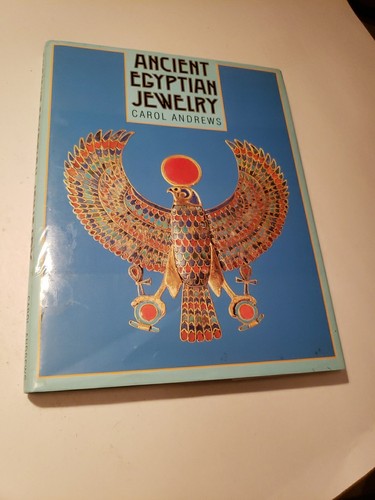 ANCIENT
EGYPTIAN
JEWELRY
CAROL ANDREWS